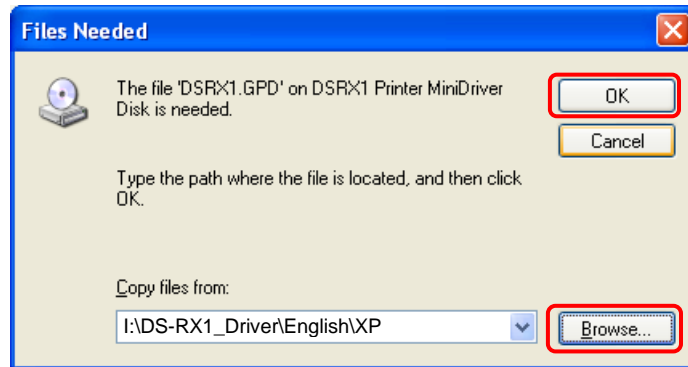 Files Needed
The file 'DSRX1.GPD' on DSRX1 Printer MiniDriver
Disk is needed.
OK
Cancel
Type the path where the file is located, and then click
OK.
Copy files from:
I:\DS-RX1_Driver\English\XP
Browse...